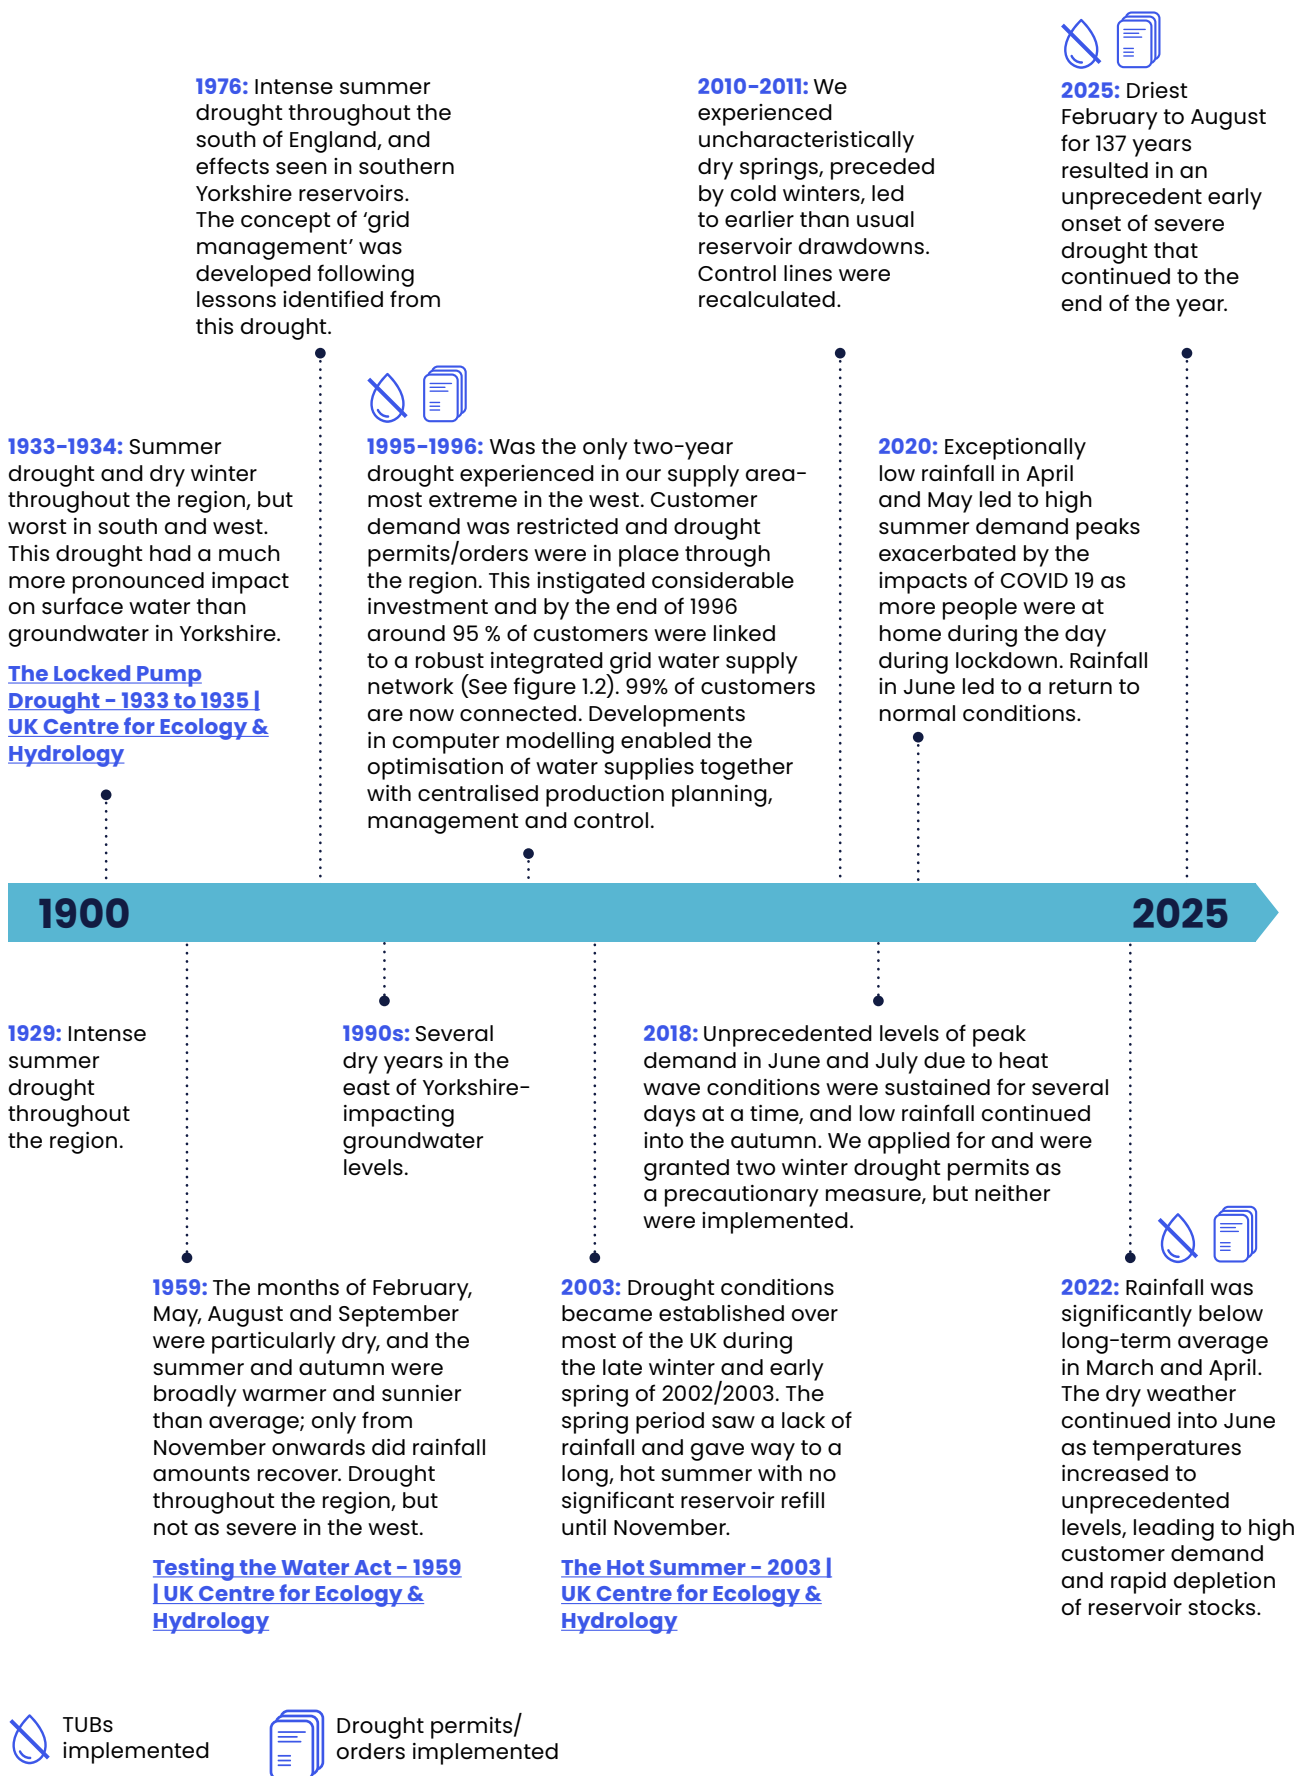 1976: Intense summer
drought throughout the
south of England, and
effects seen in southern
Yorkshire reservoirs.
The concept of ‘grid
management’ was
developed following
lessons identified from
this drought.
2010-2011: We
experienced
uncharacteristically
dry springs, preceded
by cold winters, led
to earlier than usual
reservoir drawdowns.
Control lines were
recalculated.
2025: Driest
February to August
for 137 years
resulted in an
unprecedent early
onset of severe
drought that
continued to the
end of the year.
1933-1934: Summer
drought and dry winter
throughout the region, but
worst in south and west.
This drought had a much
more pronounced impact
on surface water than
groundwater in Yorkshire.
The Locked Pump
Drought - 1933 to 1935 |
UK Centre for Ecology &
Hydrology
1995-1996: Was the only two-year
drought experienced in our supply area-
most extreme in the west. Customer
demand was restricted and drought
permits/orders were in place through
the region. This instigated considerable
investment and by the end of 1996
around 95 % of customers were linked
to a robust integrated grid water supply
network (See figure 1.2). 99% of customers
are now connected. Developments
in computer modelling enabled the
optimisation of water supplies together
with centralised production planning,
management and control.
2020: Exceptionally
low rainfall in April
and May led to high
summer demand peaks
exacerbated by the
impacts of COVID 19 as
more people were at
home during the day
during lockdown. Rainfall
in June led to a return to
normal conditions.
1900
2025
1929: Intense
summer
drought
throughout
the region.
1990s: Several
dry years in the
east of Yorkshire-
impacting
groundwater
levels.
2018: Unprecedented levels of peak
demand in June and July due to heat
wave conditions were sustained for several
days at a time, and low rainfall continued
into the autumn. We applied for and were
granted two winter drought permits as
a precautionary measure, but neither
were implemented.
1959: The months of February,
May, August and September
were particularly dry, and the
summer and autumn were
broadly warmer and sunnier
than average; only from
November onwards did rainfall
amounts recover. Drought
throughout the region, but
not as severe in the west.
Testing the Water Act - 1959
| UK Centre for Ecology &
Hydrology
2003: Drought conditions
became established over
most of the UK during
the late winter and early
spring of 2002/2003. The
spring period saw a lack of
rainfall and gave way to a
long, hot summer with no
significant reservoir refill
until November.
The Hot Summer - 2003 |
UK Centre for Ecology &
Hydrology
2022: Rainfall was
significantly below
long-term average
in March and April.
The dry weather
continued into June
as temperatures
increased to
unprecedented
levels, leading to high
customer demand
and rapid depletion
of reservoir stocks.
TUBs
implemented
Drought permits/
orders implemented